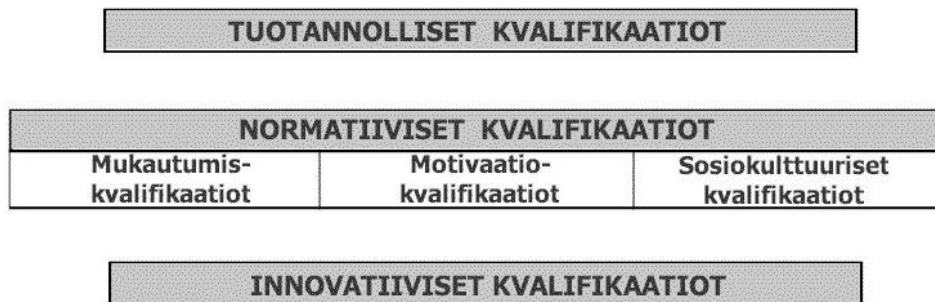 TUOTANNOLLISET KVALIFIKAATIOT
NORMATIIVISET KVALIFIKAATIOT
Mukautumis-
kvalifikaatiot
Motivaatio-
kvalifikaatiot
Sosiokulttuuriset
kvalifikaatiot
INNOVATIIVISET KVALIFIKAATIOT